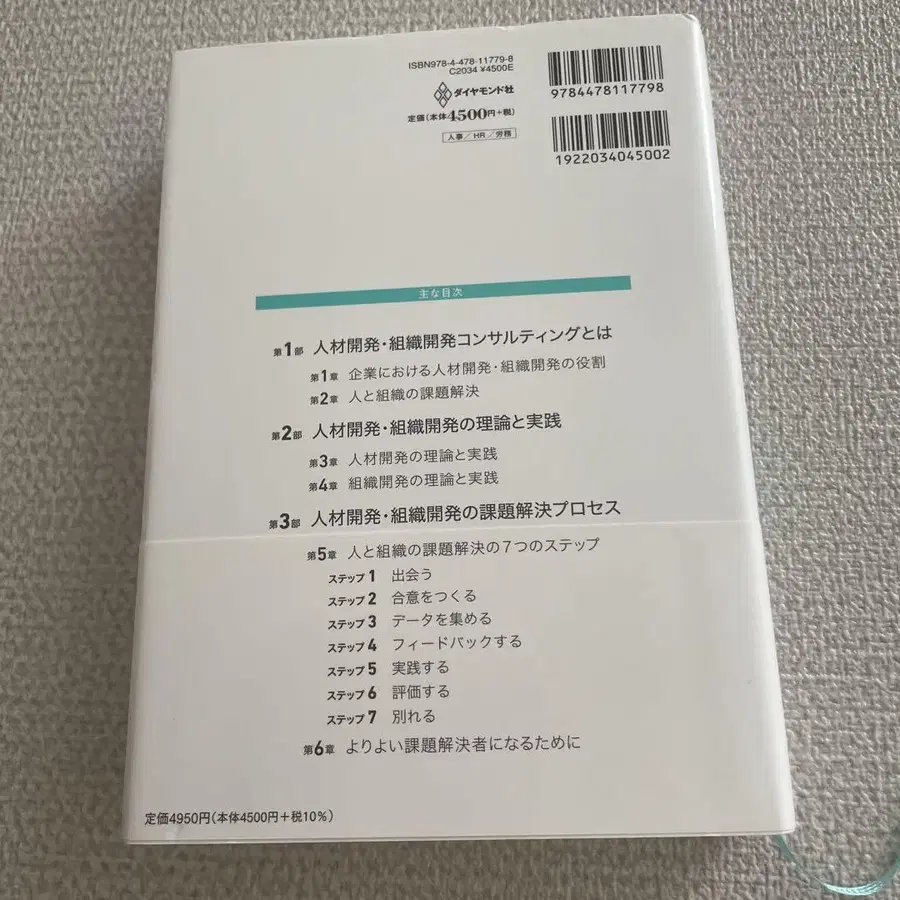 ISBN978-4-478-11779-8
C2034 ¥4500E
ダイヤモンド社
定価(本体4500円+税)
人事／HR／労務
9784478117798
1922034045002
主な目次
第1部 人材開発・組織開発コンサルティングとは
第1章 企業における人材開発・組織開発の役割
第2章 人と組織の課題解決
第2部 人材開発・組織開発の理論と実践
第3章 人材開発の理論と実践
第4章 組織開発の理論と実践
第3部 人材開発・組織開発の課題解決プロセス
第5章 人と組織の課題解決の7つのステップ
ステップ1 出会う
ステップ2 合意をつくる
ステップ3 データを集める
ステップ4 フィードバックする
ステップ5 実践する
ステップ6 評価する
ステップ7 別れる
第6章 よりよい課題解決者になるために
定価4950円(本体4500円+税10%)